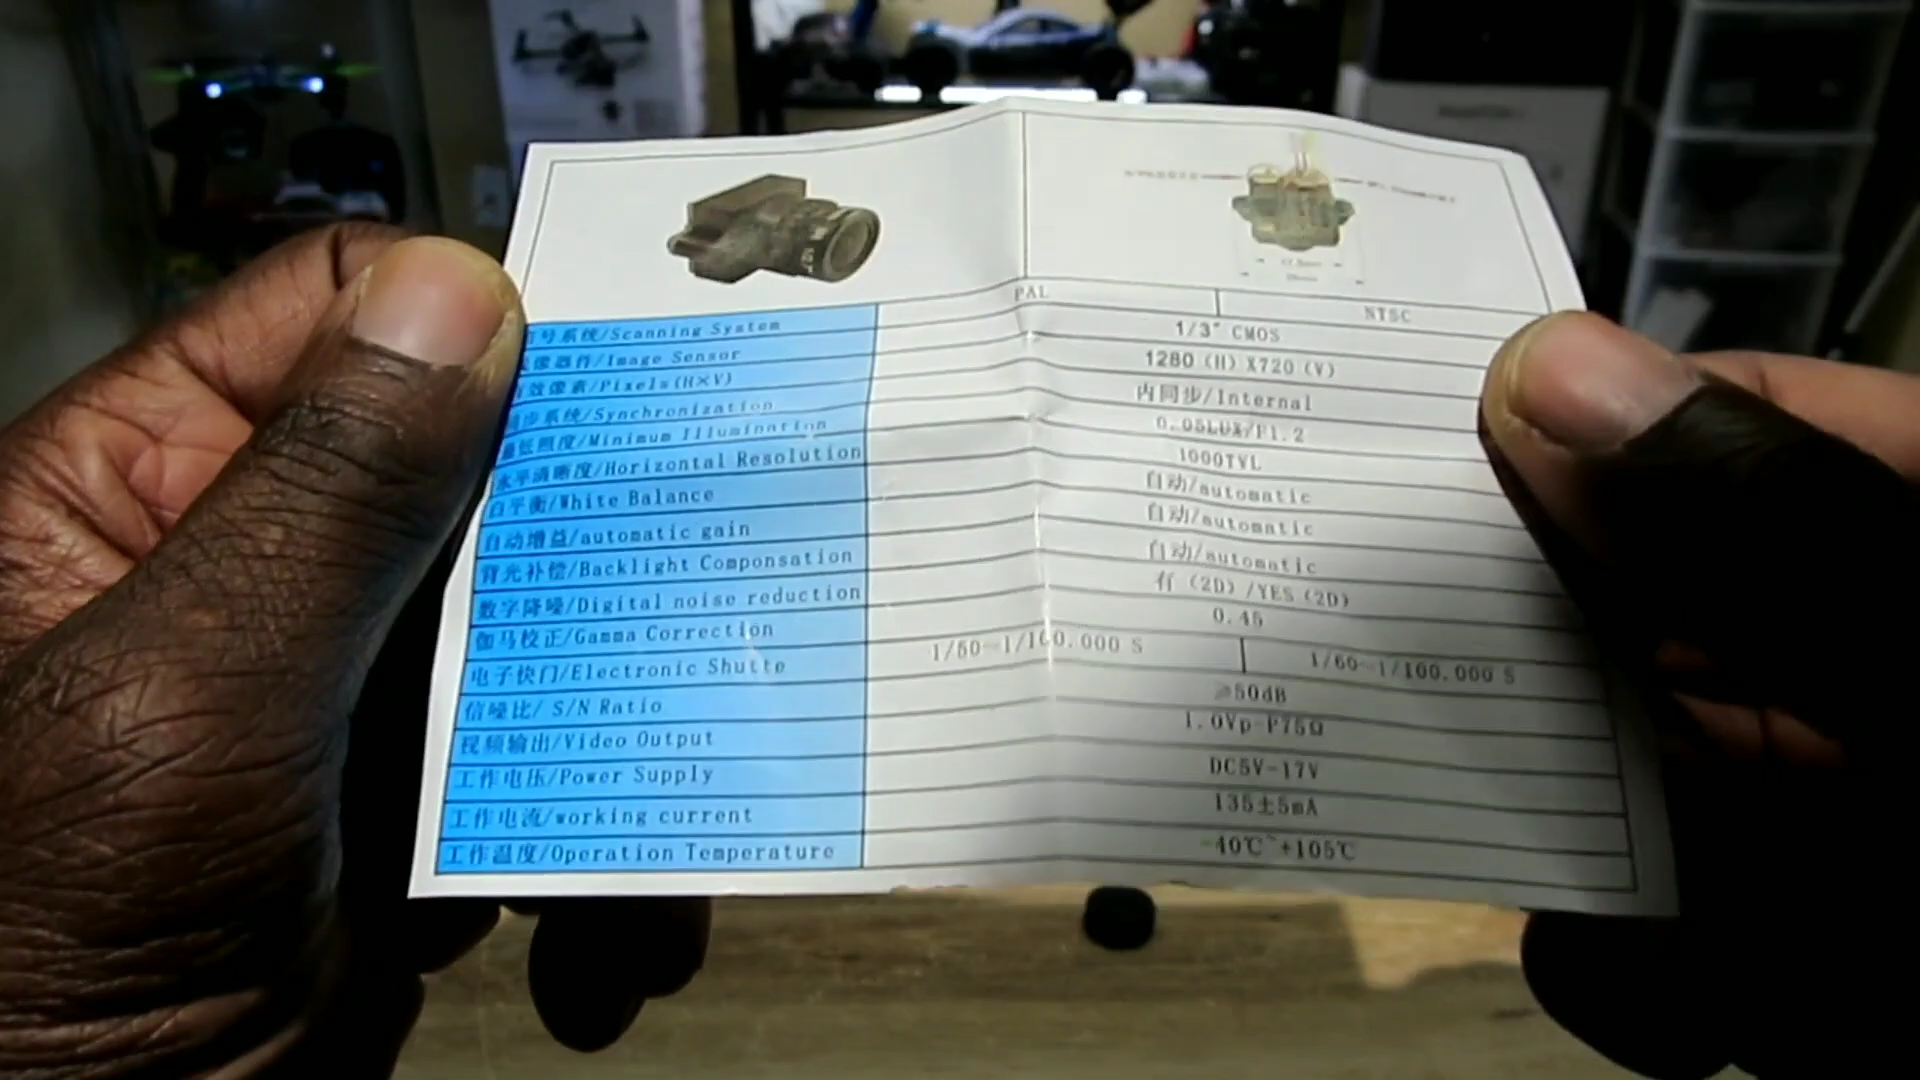 号系统/Scanning System PAL NTSC
像器件/Image Sensor 1/3" CMOS
效像素/Pixels(H×V) 1280(H)X720(V)
步系统/Synchronization 内同步/Internal
低照度/Minimum Illumination 0.05LUX/F1.2
水平清晰度/Horizontal Resolution 1000TVL
白平衡/White Balance 自动/automatic
自动增益/automatic gain 自动/automatic
背光补偿/Backlight Componsation 自动/automatic
数字降噪/Digital noise reduction 有(2D)/YES(2D)
伽马校正/Gamma Correction 0.45
电子快门/Electronic Shutte 1/50~1/100.000 S 1/60~1/100.000 S
信噪比/ S/N Ratio ≥50dB
视频输出/Video Output 1.0Vp-P75Ω
工作电压/Power Supply DC5V-17V
工作电流/working current 135±5mA
工作温度/Operation Temperature -40℃~+105℃